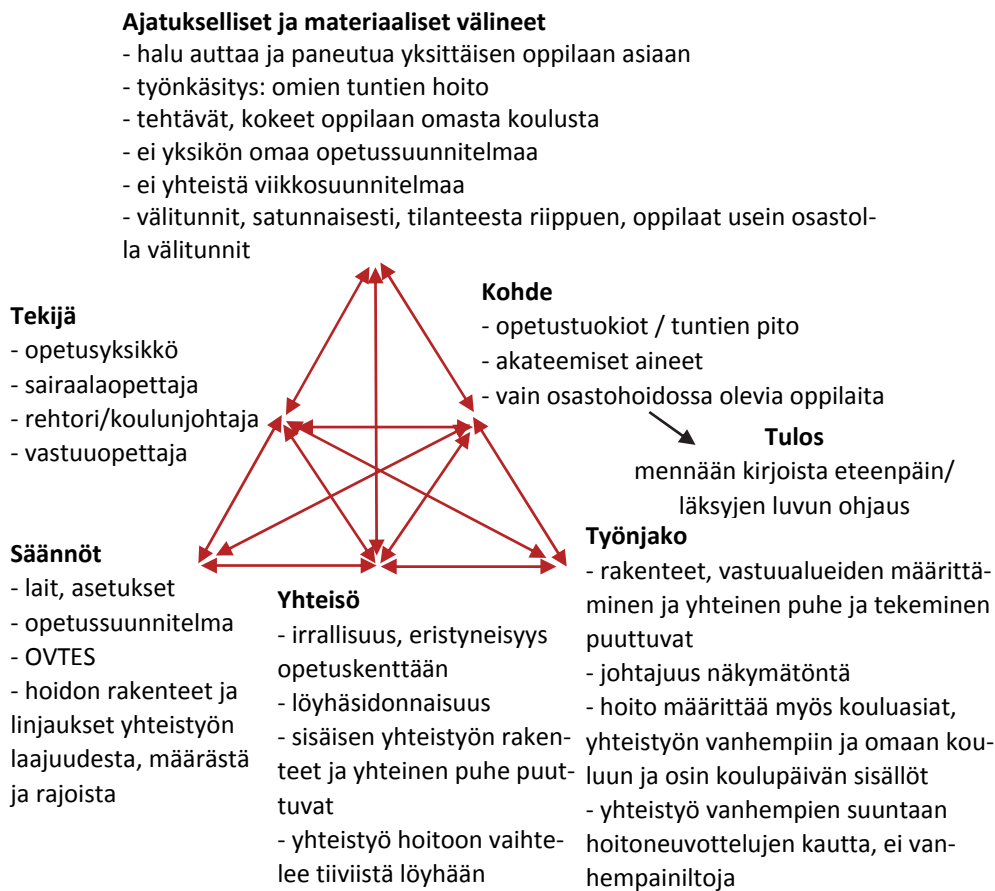 Ajatukselliset ja materiaaliset välineet
- halu auttaa ja paneutua yksittäisen oppilaan asiaan
- työnkäsitys: omien tuntien hoito
- tehtävät, kokeet oppilaan omasta koulusta
- ei yksikön omaa opetussuunnitelmaa
- ei yhteistä viikkosuunnitelmaa
- välitunnit, satunnaisesti, tilanteesta riippuen, oppilaat usein osastol-
la välitunnit
Tekijä
- opetusyksikkö
- sairaalaopettaja
- rehtori/koulunjohtaja
- vastuuopettaja
Kohde
- opetustuokiot / tuntien pito
- akateemiset aineet
- vain osastohoidossa olevia oppilaita
Tulos
mennään kirjoista eteenpäin/
läksyjen luvun ohjaus
Säännöt
- lait, asetukset
- opetussuunnitelma
- OVTES
- hoidon rakenteet ja
linjaukset yhteistyön
laajuudesta, määrästä
ja rajoista
Yhteisö
- irrallisuus, eristyneisyys
opetuskenttään
- löyhäsidonnaisuus
- sisäisen yhteistyön raken-
teet ja yhteinen puhe puut-
tuvat
- yhteistyö hoitoon vaihte-
lee tiiviistä löyhään
Työnjako
- rakenteet, vastuualueiden määrittä-
minen ja yhteinen puhe ja tekeminen
puuttuvat
- johtajuus näkymätöntä
- hoito määrittää myös kouluasiat,
yhteistyön vanhempiin ja omaan kou-
luun ja osin koulupäivän sisällöt
- yhteistyö vanhempien suuntaan
hoitoneuvottelujen kautta, ei van-
hempainiltoja